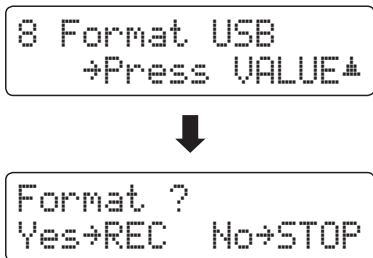 8 Format USB
→Press VALUE▲
Format ?
Yes→REC No→STOP